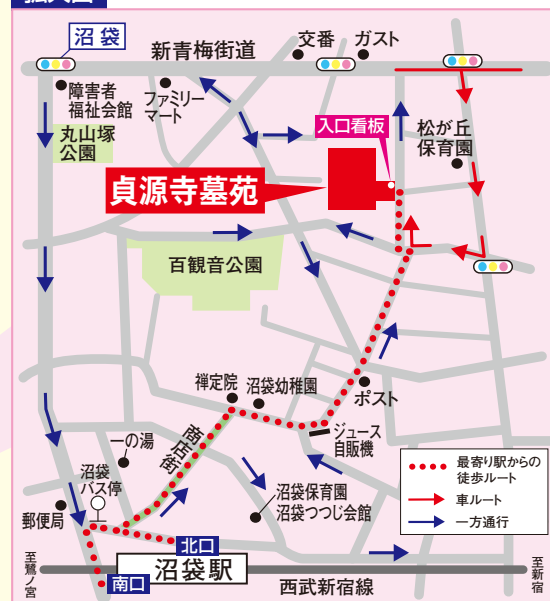 沼袋
新青梅街道
交番
ガスト
障害者
福祉会館
ファミリー
マート
丸山塚
公園
入口看板
松が丘
保育園
貞源寺墓苑
百観音公園
禅定院
沼袋幼稚園
ポスト
ジュース
自販機
商店街
一の湯
沼袋
バス停
郵便局
沼袋保育園
沼袋つつじ会館
最寄り駅からの
徒歩ルート
車ルート
一方通行
北口
沼袋駅
南口
西武新宿線
至鷺ノ宮
至新宿